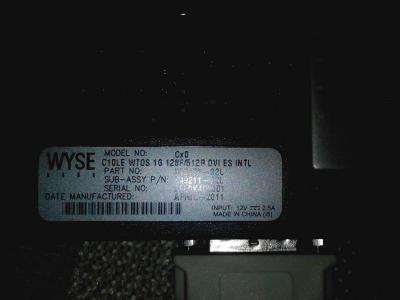 WYSE
MODEL NO: Cx0
C10LE WTOS 1G 128F/512R DVI ES INTL
PART NO:
SUB-ASSY P/N:
SERIAL NO:
DATE MANUFACTURED: 2011
INPUT: 12V ⎓ 2.5A
MADE IN CHINA